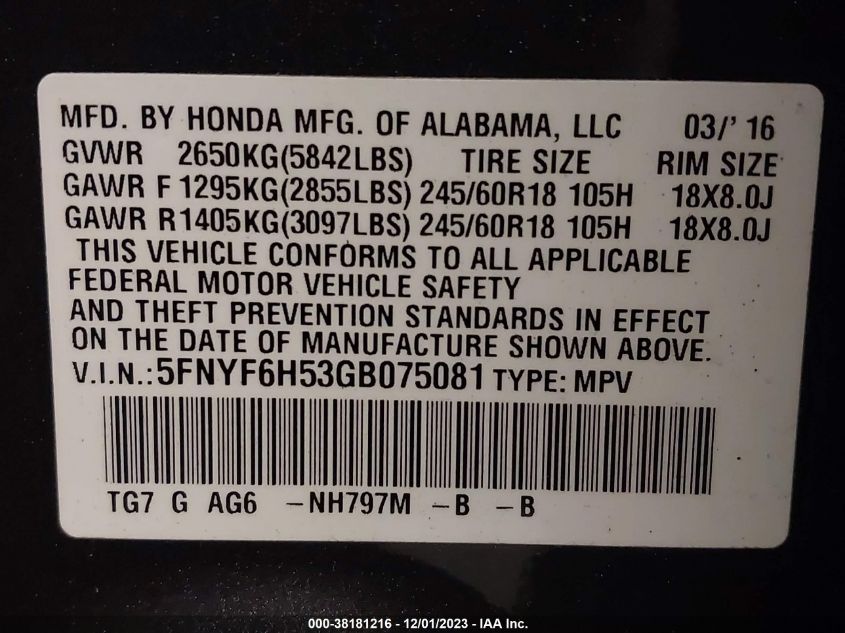 MFD. BY HONDA MFG. OF ALABAMA, LLC 03/' 16
GVWR 2650KG(5842LBS) TIRE SIZE RIM SIZE
GAWR F 1295KG(2855LBS) 245/60R18 105H 18X8.0J
GAWR R1405KG(3097LBS) 245/60R18 105H 18X8.0J
THIS VEHICLE CONFORMS TO ALL APPLICABLE
FEDERAL MOTOR VEHICLE SAFETY
AND THEFT PREVENTION STANDARDS IN EFFECT
ON THE DATE OF MANUFACTURE SHOWN ABOVE.
V.I.N.:5FNYF6H53GB075081 TYPE: MPV
TG7 G AG6 -NH797M -B -B
000-38181216 - 12/01/2023 - IAA Inc.